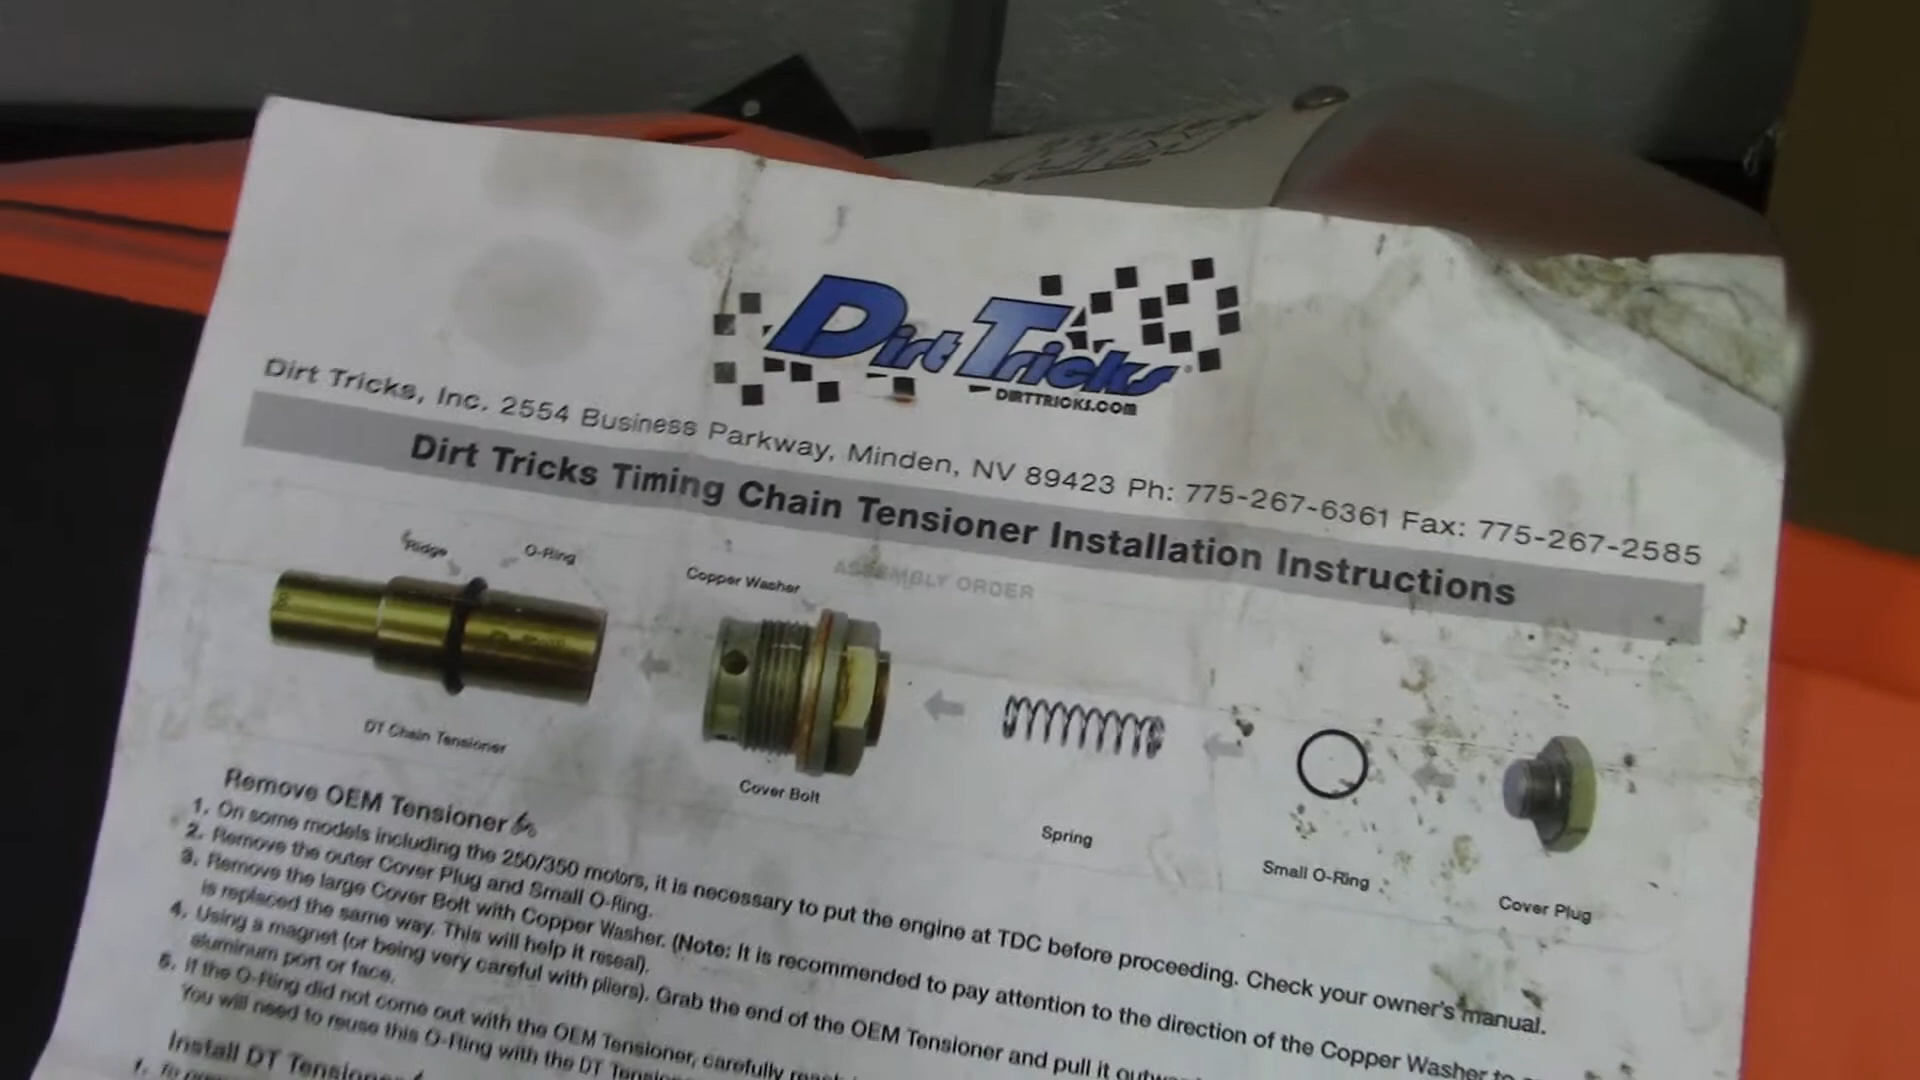 Dirt Tricks
DIRTTRICKS.COM
Dirt Tricks, Inc. 2554 Business Parkway, Minden, NV 89423 Ph: 775-267-6361 Fax: 775-267-2585
Dirt Tricks Timing Chain Tensioner Installation Instructions
ASSEMBLY ORDER
Ridge
O-Ring
Copper Washer
DT Chain Tensioner
Cover Bolt
Spring
Small O-Ring
Cover Plug
Remove OEM Tensioner
1. On some models including the 250/350 motors, it is necessary to put the engine at TDC before proceeding. Check your owner's manual.
2. Remove the outer Cover Plug and Small O-Ring.
3. Remove the large Cover Bolt with Copper Washer. (Note: It is recommended to pay attention to the direction of the Copper Washer to
is replaced the same way. This will help it reseal).
4. Using a magnet (or being very careful with pliers). Grab the end of the OEM Tensioner and pull it
aluminum port or face.
5. If the O-Ring did not come out with the OEM Tensioner, carefully
You will need to reuse this O-Ring with the DT
Install DT Tensioner
1. To